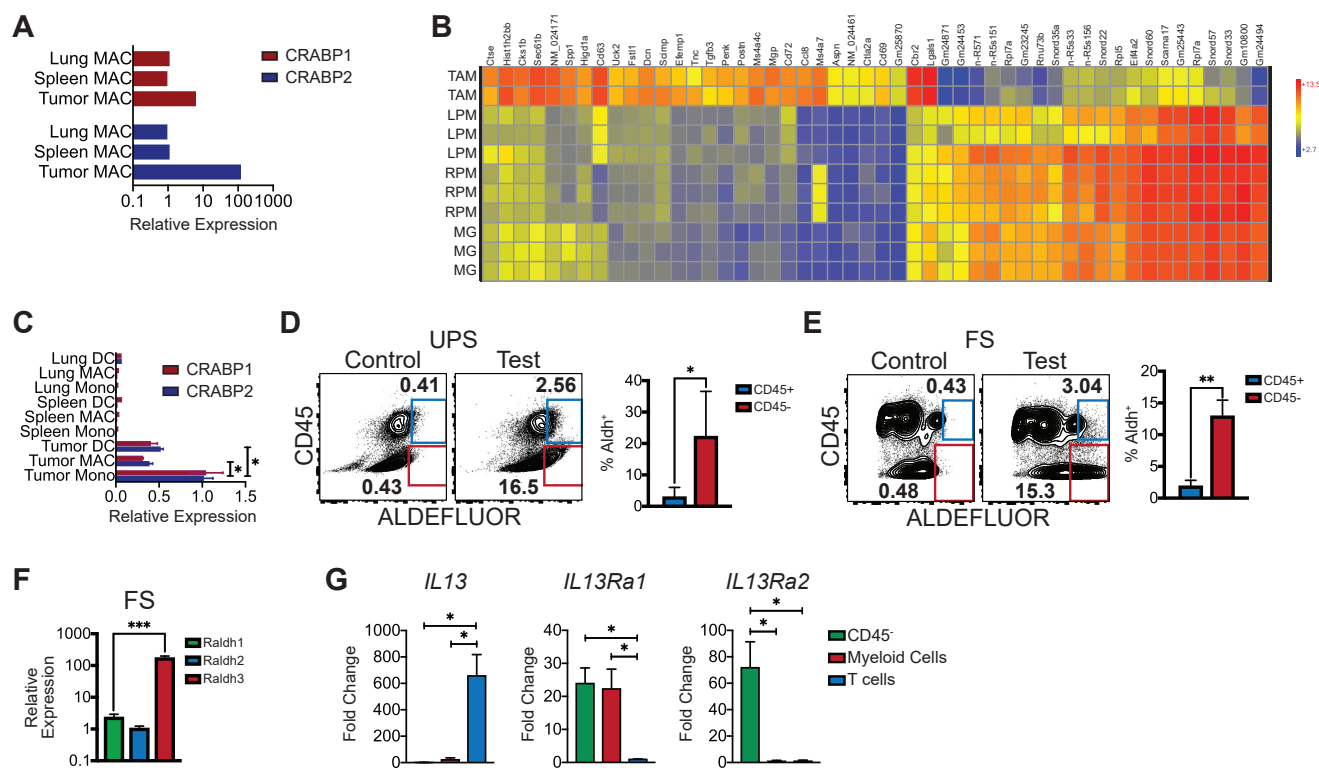 A
CRABP1
CRABP2
Lung MAC
Spleen MAC
Tumor MAC
Lung MAC
Spleen MAC
Tumor MAC
0.1 1 10 100 1000
Relative Expression
B
Ctse
Hist1h2bb
Cks1b
Sec61b
NM_024171
Spp1
Higd1a
Cd63
Uck2
Fstl1
Dcn
Scimp
Efemp1
Tnc
Tgfb3
Penk
Postn
Ms4a4c
Mgp
Cd72
Ccl8
Ms4a7
Aspn
NM_024461
Ctla2a
Cd69
Gm25870
Cbr2
Lgals1
Gm24871
Gm24453
n-R571
n-R5s151
Rpl7a
Gm23245
Rnu73b
Snord35a
n-R5s33
n-R5s156
Snord22
Rpl5
Eif4a2
Snord60
Scarna17
Gm25443
Rpl7a
Snord57
Snord33
Gm10800
Gm24494
TAM
TAM
LPM
LPM
LPM
RPM
RPM
RPM
MG
MG
MG
+13.5
+2.7
C
CRABP1
CRABP2
Lung DC
Lung MAC
Lung Mono
Spleen DC
Spleen MAC
Spleen Mono
Tumor DC
Tumor MAC
Tumor Mono
*
*
0.0 0.5 1.0 1.5
Relative Expression
D
UPS
Control Test
CD45
0.41 2.56
0.43 16.5
ALDEFLUOR
% Aldh+
40
30
20
10
0
*
CD45+
CD45-
E
FS
Control Test
CD45
0.43 3.04
0.48 15.3
ALDEFLUOR
% Aldh+
20
15
10
5
0
**
CD45+
CD45-
F
FS
Relative
Expression
1000
100
10
1
0.1
***
Raldh1
Raldh2
Raldh3
G
IL13
Fold Change
1000
800
600
400
200
0
*
*
IL13Ra1
Fold Change
40
30
20
10
0
*
*
IL13Ra2
Fold Change
100
80
60
40
20
0
*
*
CD45-
Myeloid Cells
T cells